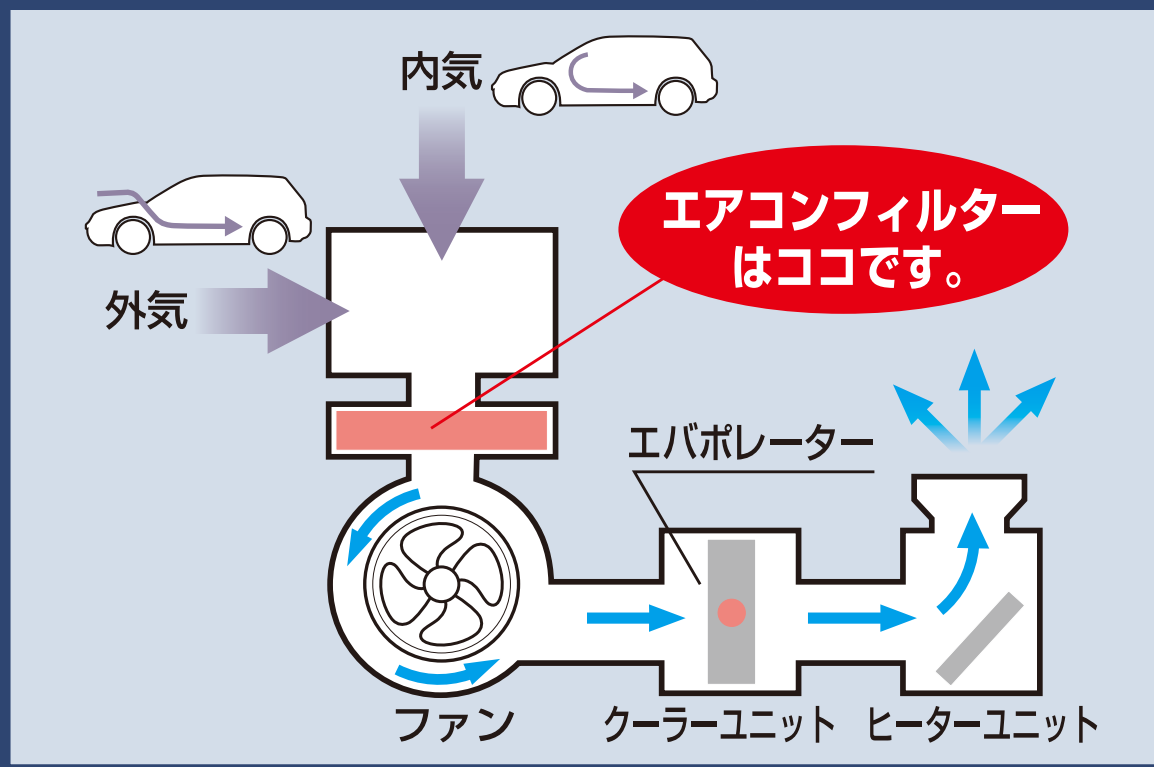 内気
外気
エアコンフィルター
はココです。
エバポレーター
ファン
クーラーユニット
ヒーターユニット